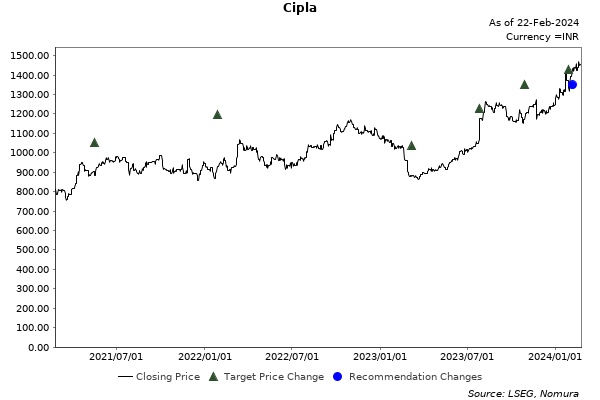 Cipla
As of 22-Feb-2024
Currency =INR
1500.00
1400.00
1300.00
1200.00
1100.00
1000.00
900.00
800.00
700.00
600.00
500.00
400.00
300.00
200.00
100.00
0.00
2021/07/01 2022/01/01 2022/07/01 2023/01/01 2023/07/01 2024/01/01
Closing Price Target Price Change Recommendation Changes
Source: LSEG, Nomura